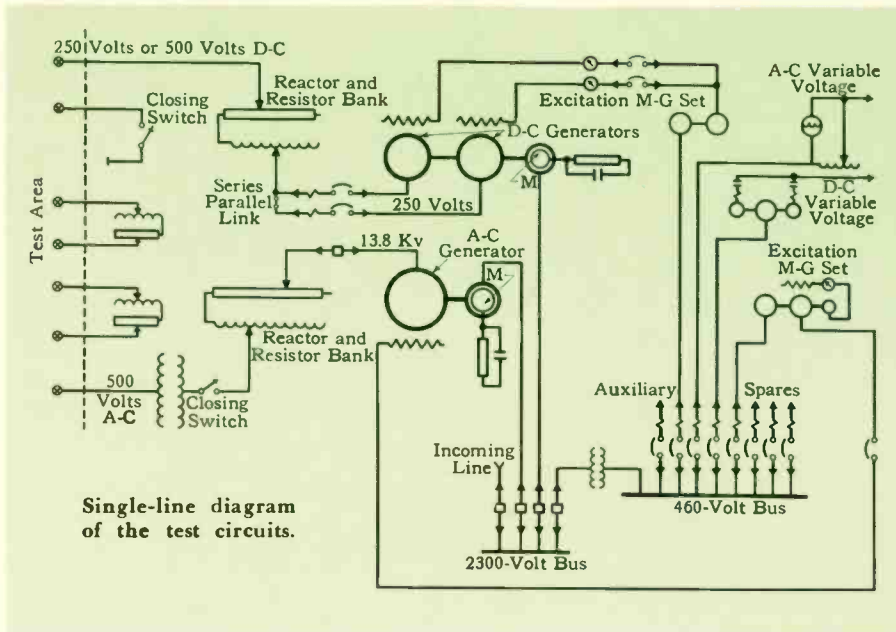 250 Volts or 500 Volts D-C
Closing
Switch
Reactor and
Resistor Bank
Test Area
Series
Parallel
Link
250 Volts
D-C Generators
M
Excitation M-G Set
A-C Variable
Voltage
D-C
Variable
Voltage
13.8 Kv
A-C
Generator
M
Reactor and
Resistor Bank
Excitation
M-G Set
500
Volts
A-C
Closing
Switch
Auxiliary
Spares
Incoming
Line
460-Volt Bus
2300-Volt Bus
Single-line diagram
of the test circuits.